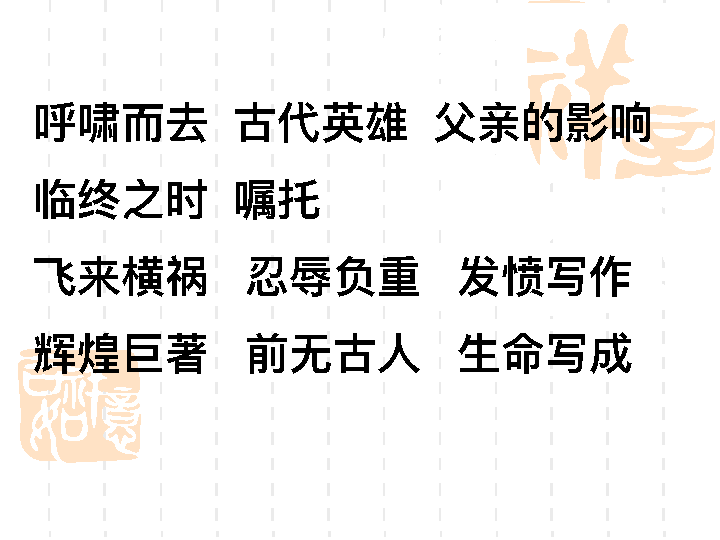 呼啸而去 古代英雄 父亲的影响
临终之时 嘱托
飞来横祸 忍辱负重 发愤写作
辉煌巨著 前无古人 生命写成